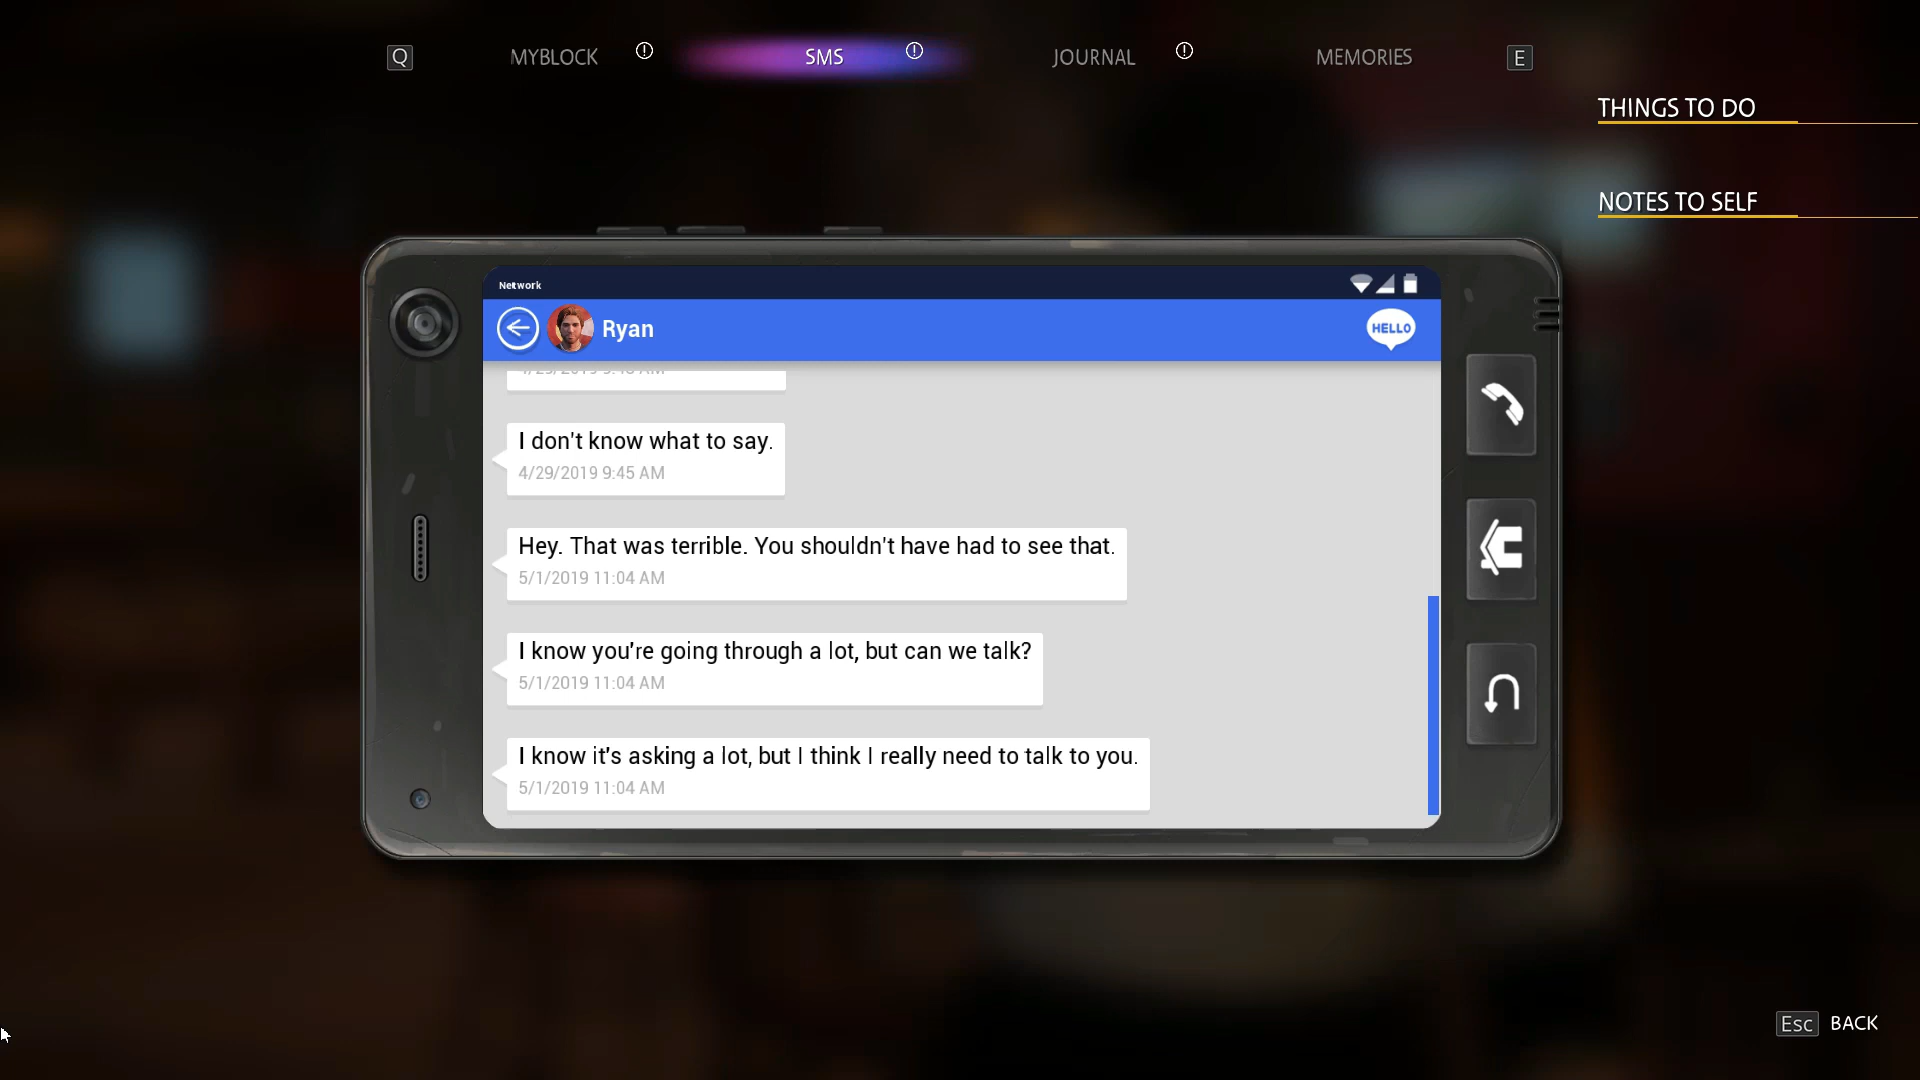 Q
MYBLOCK
SMS
JOURNAL
MEMORIES
E
THINGS TO DO
NOTES TO SELF
Network
Ryan
HELLO
I don't know what to say.
4/29/2019 9:45 AM
Hey. That was terrible. You shouldn't have had to see that.
5/1/2019 11:04 AM
I know you're going through a lot, but can we talk?
5/1/2019 11:04 AM
I know it's asking a lot, but I think I really need to talk to you.
5/1/2019 11:04 AM
Esc BACK